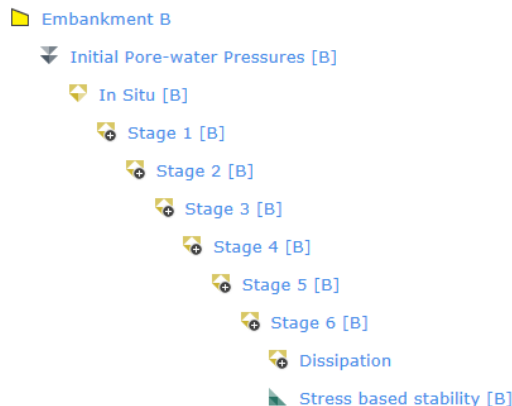 Embankment B
Initial Pore-water Pressures [B]
In Situ [B]
Stage 1 [B]
Stage 2 [B]
Stage 3 [B]
Stage 4 [B]
Stage 5 [B]
Stage 6 [B]
Dissipation
Stress based stability [B]